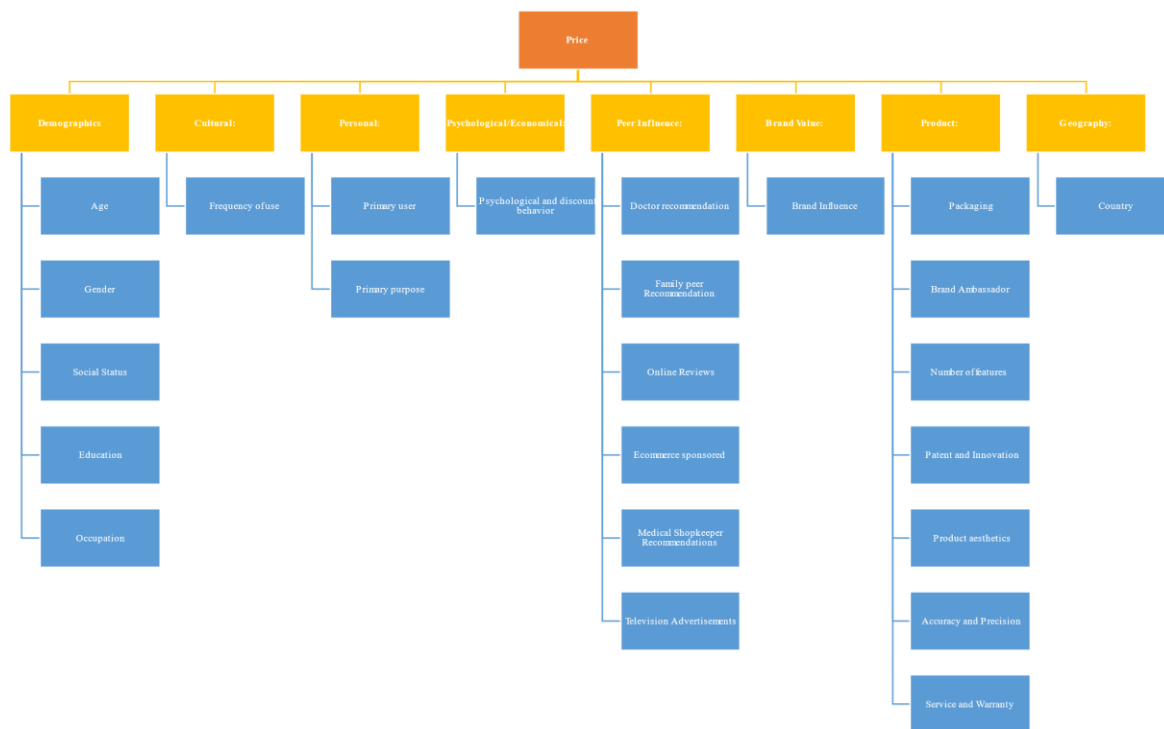 Price
Demographics
Cultural:
Personal:
Psychological/Economical:
Peer Influence:
Brand Value:
Product:
Geography:
Age
Frequency of use
Primary user
Psychological and discount
behavior
Doctor recommendation
Brand Influence
Packaging
Country
Gender
Primary purpose
Family peer
Recommendation
Brand Ambassador
Social Status
Online Reviews
Number of features
Education
Ecommerce sponsored
Patent and Innovation
Occupation
Medical Shopkeeper
Recommendations
Product aesthetics
Television Advertisements
Accuracy and Precision
Service and Warranty